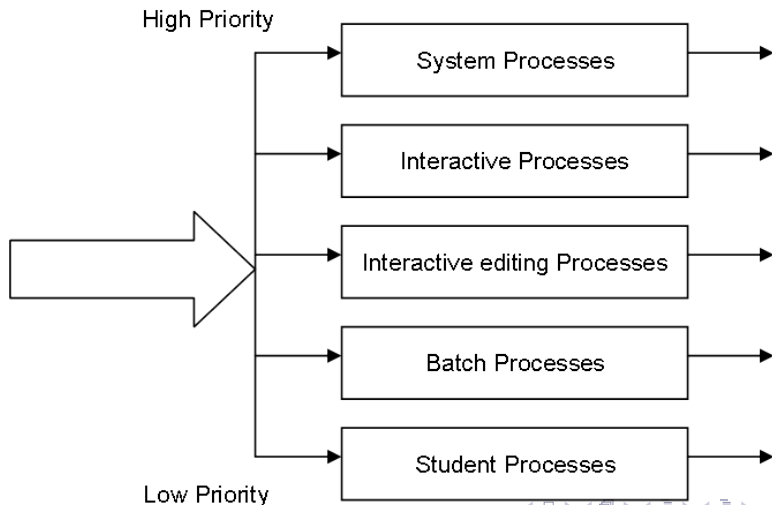 High Priority
System Processes
Interactive Processes
Interactive editing Processes
Batch Processes
Student Processes
Low Priority